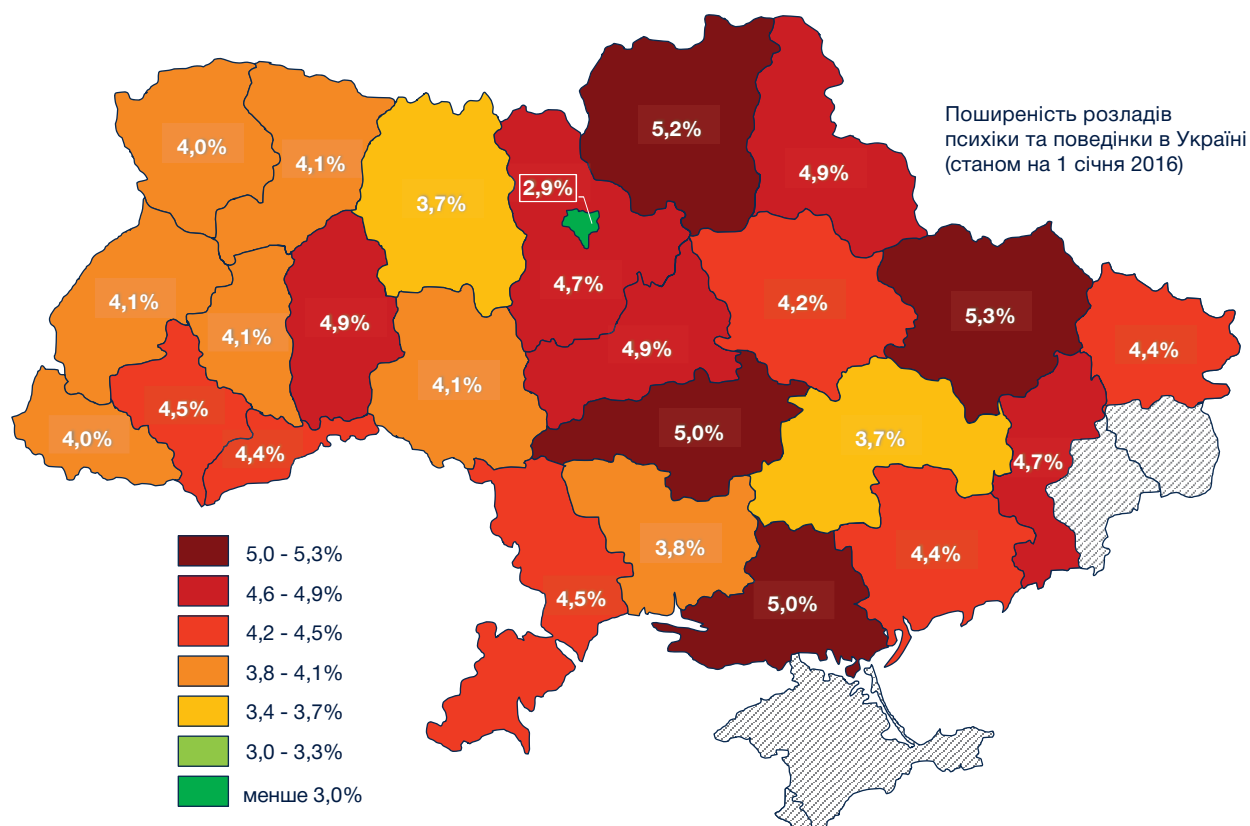 Поширеність розладів
психіки та поведінки в Україні
(станом на 1 січня 2016)
4,0%
4,1%
3,7%
2,9%
5,2%
4,9%
4,1%
4,1%
4,9%
4,7%
4,2%
5,3%
4,4%
4,0%
4,5%
4,4%
4,1%
4,9%
5,0%
3,7%
4,7%
4,5%
3,8%
5,0%
4,4%
5,0 - 5,3%
4,6 - 4,9%
4,2 - 4,5%
3,8 - 4,1%
3,4 - 3,7%
3,0 - 3,3%
менше 3,0%